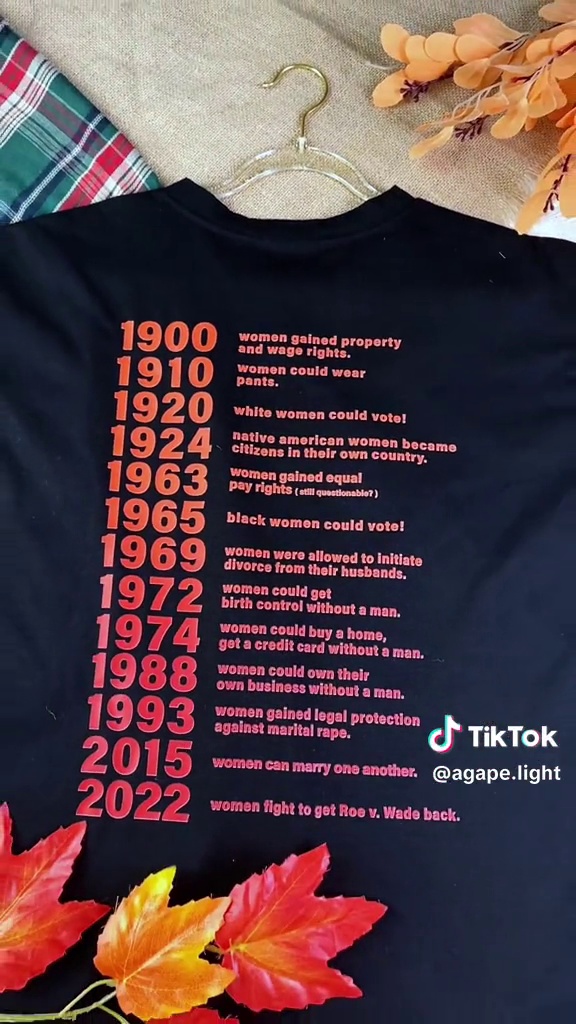 1900 women gained property
and wage rights.
1910 women could wear
pants.
1920 white women could vote!
1924 native american women became
citizens in their own country.
1963 women gained equal
pay rights ( still questionable? )
1965 black women could vote!
1969 women were allowed to initiate
divorce from their husbands.
1972 women could get
birth control without a man.
1974 women could buy a home,
get a credit card without a man.
1988 women could own their
own business without a man.
1993 women gained legal protection
against marital rape.
2015 women can marry one another.
2022 women fight to get Roe v. Wade back.
TikTok
@agape.light